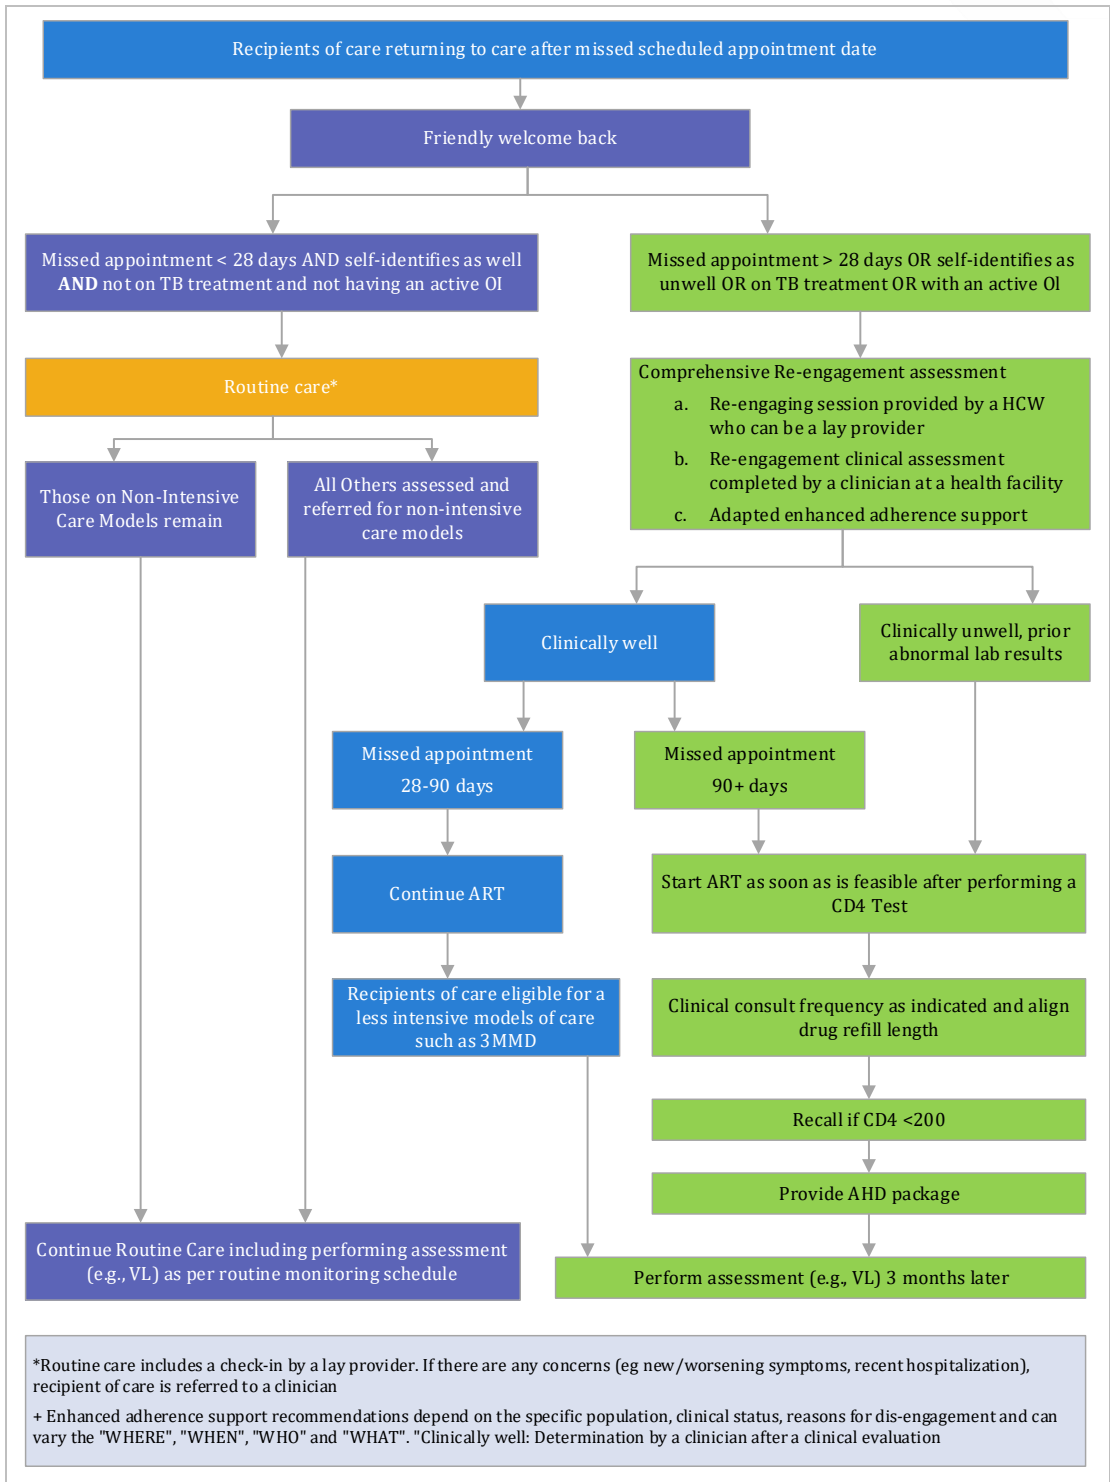 Recipients of care returning to care after missed scheduled appointment date
Friendly welcome back
Missed appointment < 28 days AND self-identifies as well
AND not on TB treatment and not having an active OI
Missed appointment > 28 days OR self-identifies as
unwell OR on TB treatment OR with an active Ol
Routine care*
Comprehensive Re-engagement assessment
a. Re-engaging session provided by a HCW
who can be a lay provider
b. Re-engagement clinical assessment
completed by a clinician at a health facility
c. Adapted enhanced adherence support
Those on Non-Intensive
Care Models remain
All Others assessed and
referred for non-intensive
care models
Clinically well
Clinically unwell, prior
abnormal lab results
Missed appointment
28-90 days
Missed appointment
90+ days
Continue ART
Start ART as soon as is feasible after performing a
CD4 Test
Recipients of care eligible for a
less intensive models of care
such as 3MMD
Clinical consult frequency as indicated and align
drug refill length
Recall if CD4 <200
Provide AHD package
Continue Routine Care including performing assessment
(e.g., VL) as per routine monitoring schedule
Perform assessment (e.g., VL) 3 months later
*Routine care includes a check-in by a lay provider. If there are any concerns (eg new/worsening symptoms, recent hospitalization),
recipient of care is referred to a clinician
+ Enhanced adherence support recommendations depend on the specific population, clinical status, reasons for dis-engagement and can
vary the "WHERE", "WHEN", "WHO" and "WHAT". "Clinically well: Determination by a clinician after a clinical evaluation